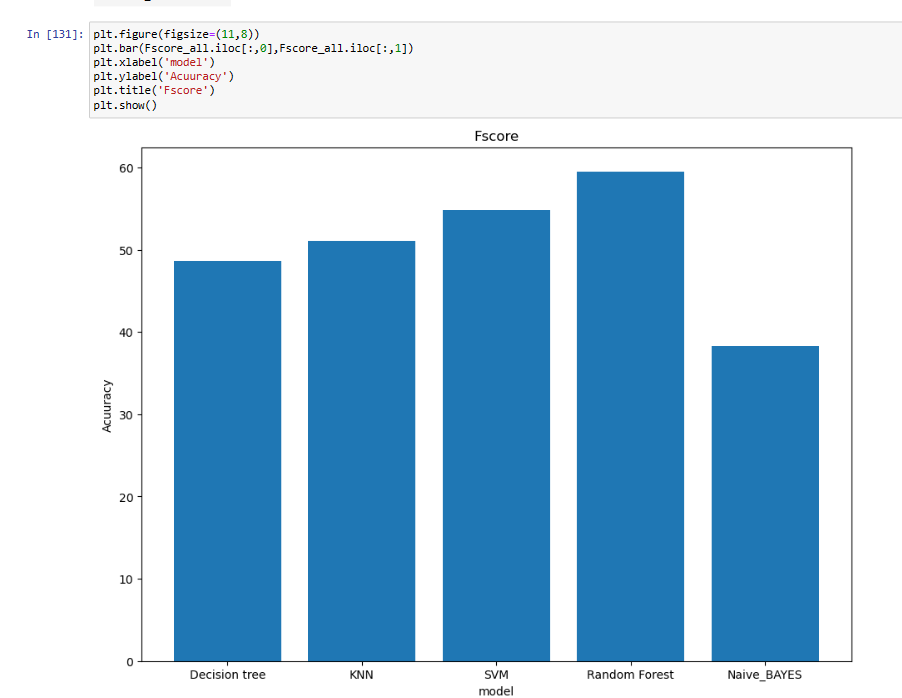 In [131]: plt.figure(figsize=(11,8))
plt.bar(Fscore_all.iloc[:,0],Fscore_all.iloc[:,1])
plt.xlabel('model')
plt.ylabel('Acuuracy')
plt.title('Fscore')
plt.show()
Fscore
60
50
40
30
20
10
0
Acuuracy
Decision tree KNN SVM Random Forest Naive_BAYES
model